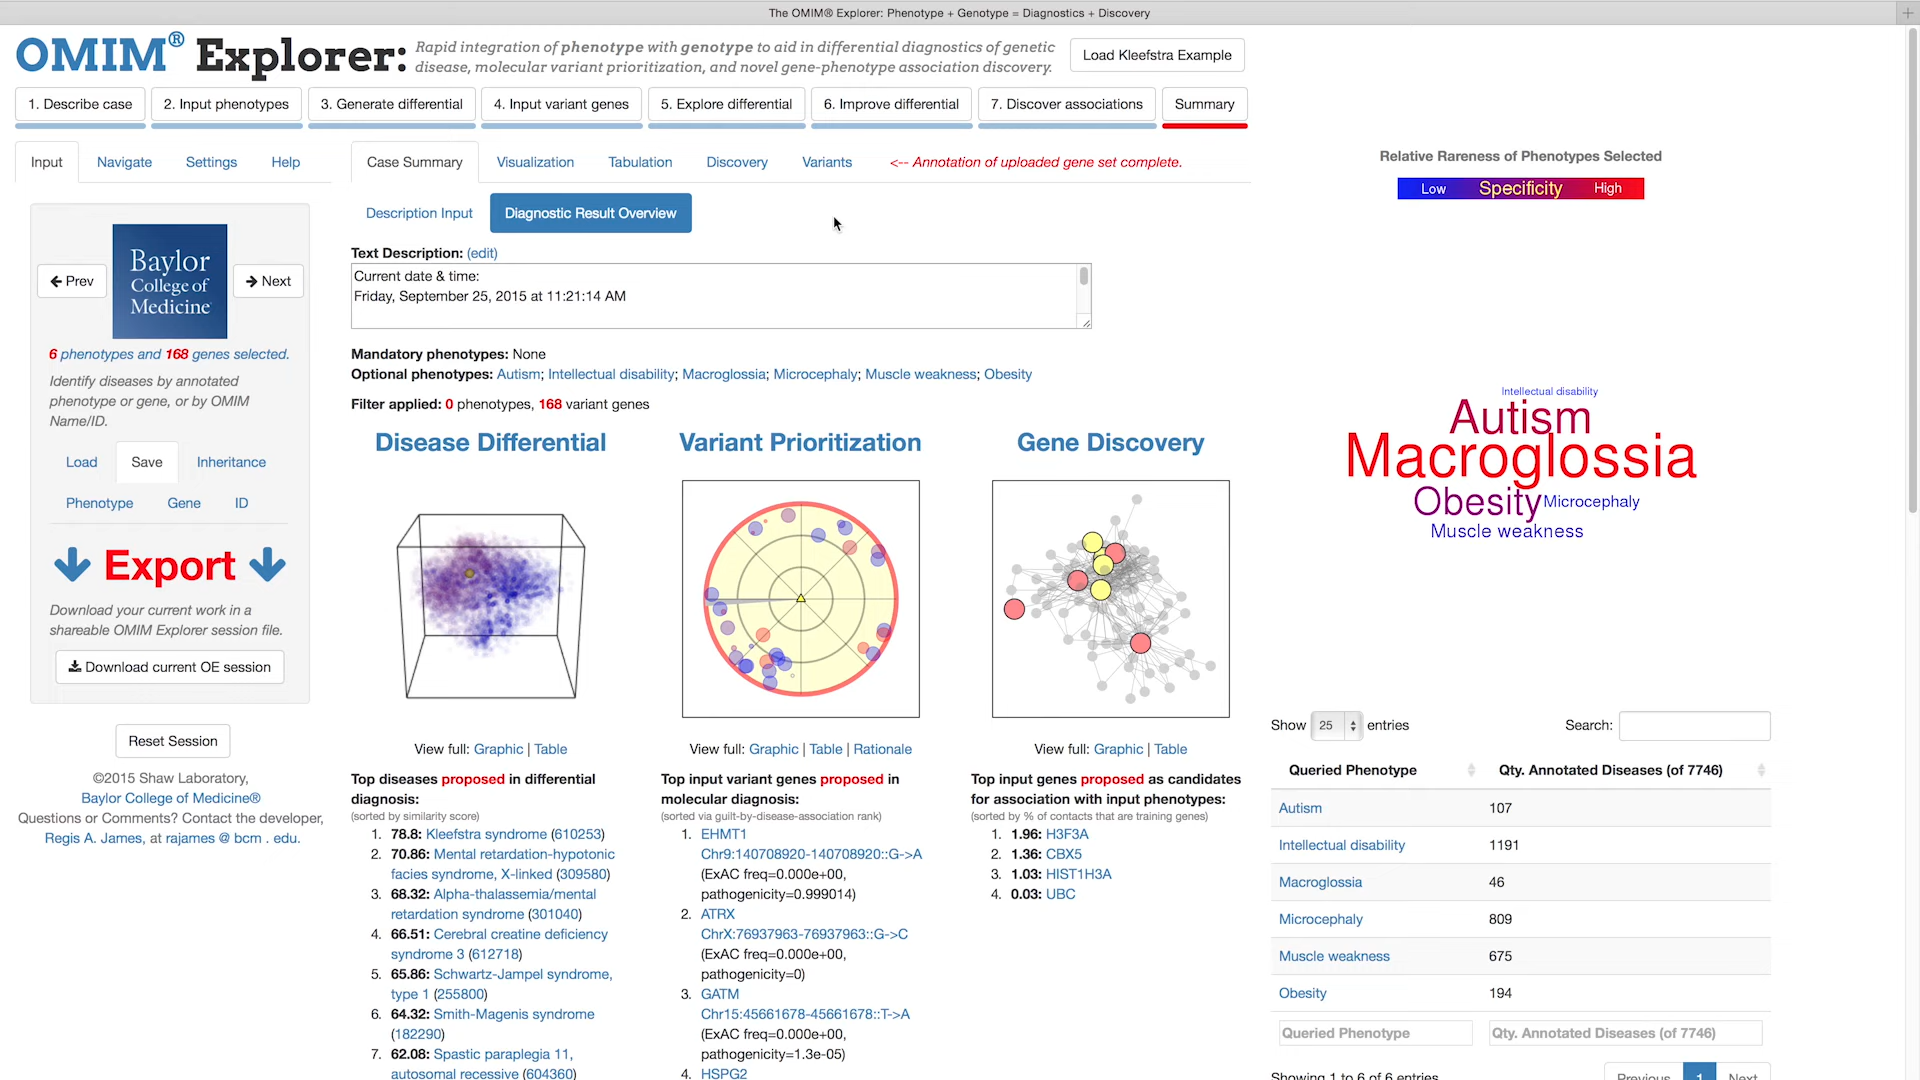 The OMIM® Explorer: Phenotype + Genotype = Diagnostics + Discovery
OMIM® Explorer:
Rapid integration of phenotype with genotype to aid in differential diagnostics of genetic
disease, molecular variant prioritization, and novel gene-phenotype association discovery.
Load Kleefstra Example
1. Describe case
2. Input phenotypes
3. Generate differential
4. Input variant genes
5. Explore differential
6. Improve differential
7. Discover associations
Summary
Input
Navigate
Settings
Help
Case Summary
Visualization
Tabulation
Discovery
Variants
<-- Annotation of uploaded gene set complete.
Prev
Baylor
College of
Medicine
Next
6 phenotypes and 168 genes selected.
Identify diseases by annotated
phenotype or gene, or by OMIM
Name/ID.
Load
Save
Inheritance
Phenotype
Gene
ID
Export
Download your current work in a
shareable OMIM Explorer session file.
Download current OE session
Reset Session
©2015 Shaw Laboratory,
Baylor College of Medicine®
Questions or Comments? Contact the developer,
Regis A. James, at rajames @ bcm . edu.
Description Input
Diagnostic Result Overview
Text Description: (edit)
Current date & time:
Friday, September 25, 2015 at 11:21:14 AM
Mandatory phenotypes: None
Optional phenotypes: Autism; Intellectual disability; Macroglossia; Microcephaly; Muscle weakness; Obesity
Filter applied: 0 phenotypes, 168 variant genes
Disease Differential
View full: Graphic | Table
Top diseases proposed in differential
diagnosis:
(sorted by similarity score)
1. 78.8: Kleefstra syndrome (610253)
2. 70.86: Mental retardation-hypotonic
facies syndrome, X-linked (309580)
3. 68.32: Alpha-thalassemia/mental
retardation syndrome (301040)
4. 66.51: Cerebral creatine deficiency
syndrome 3 (612718)
5. 65.86: Schwartz-Jampel syndrome,
type 1 (255800)
6. 64.32: Smith-Magenis syndrome
(182290)
7. 62.08: Spastic paraplegia 11,
autosomal recessive (604360)
Variant Prioritization
View full: Graphic | Table | Rationale
Top input variant genes proposed in
molecular diagnosis:
(sorted via guilt-by-disease-association rank)
1. EHMT1
Chr9:140708920-140708920::G->A
(ExAC freq=0.000e+00,
pathogenicity=0.999014)
2. ATRX
ChrX:76937963-76937963::G->C
(ExAC freq=0.000e+00,
pathogenicity=0)
3. GATM
Chr15:45661678-45661678::T->A
(ExAC freq=0.000e+00,
pathogenicity=1.3e-05)
4. HSPG2
Gene Discovery
View full: Graphic | Table
Top input genes proposed as candidates
for association with input phenotypes:
(sorted by % of contacts that are training genes)
1. 1.96: H3F3A
2. 1.36: CBX5
3. 1.03: HIST1H3A
4. 0.03: UBC
Relative Rareness of Phenotypes Selected
Low Specificity High
Intellectual disability
Autism
Macroglossia
Obesity Microcephaly
Muscle weakness
Show 25 entries
Search:
Queried Phenotype Qty. Annotated Diseases (of 7746)
Autism 107
Intellectual disability 1191
Macroglossia 46
Microcephaly 809
Muscle weakness 675
Obesity 194
Queried Phenotype Qty. Annotated Diseases (of 7746)
Showing 1 to 6 of 6 entries
Previous 1 Next